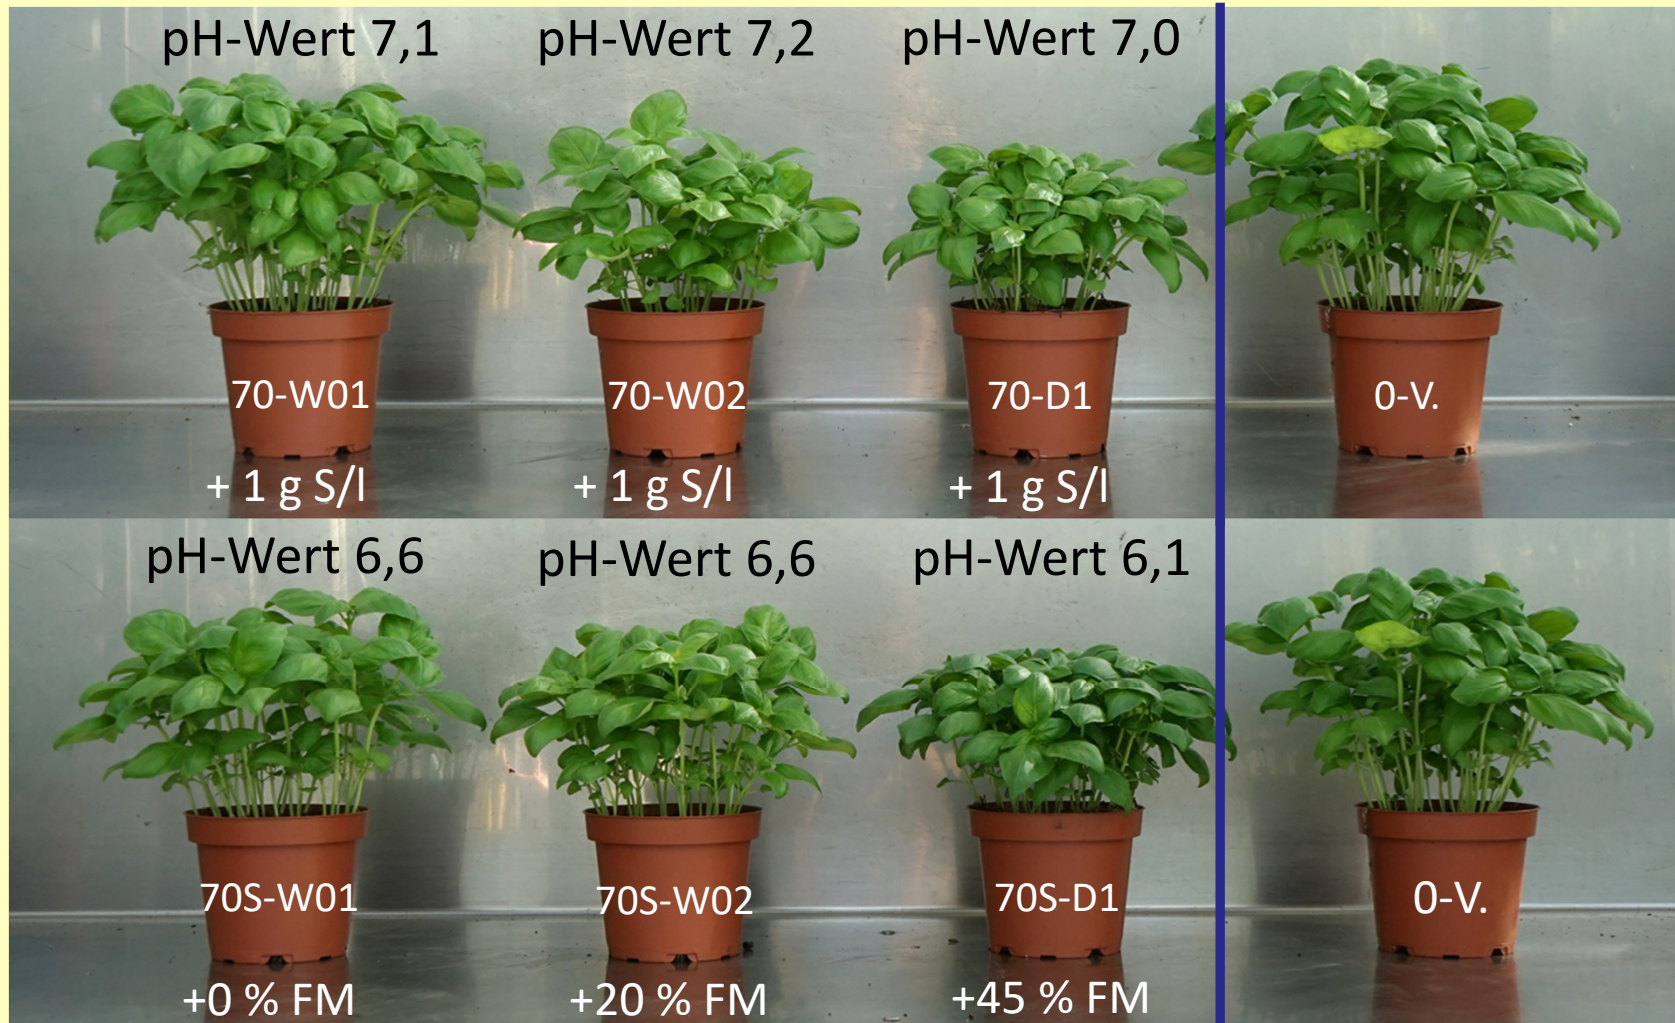 pH-Wert 7,1
pH-Wert 7,2
pH-Wert 7,0
70-W01
70-W02
70-D1
0-V.
+ 1 g S/l
+ 1 g S/l
+ 1 g S/l
pH-Wert 6,6
pH-Wert 6,6
pH-Wert 6,1
70S-W01
70S-W02
70S-D1
0-V.
+0 % FM
+20 % FM
+45 % FM